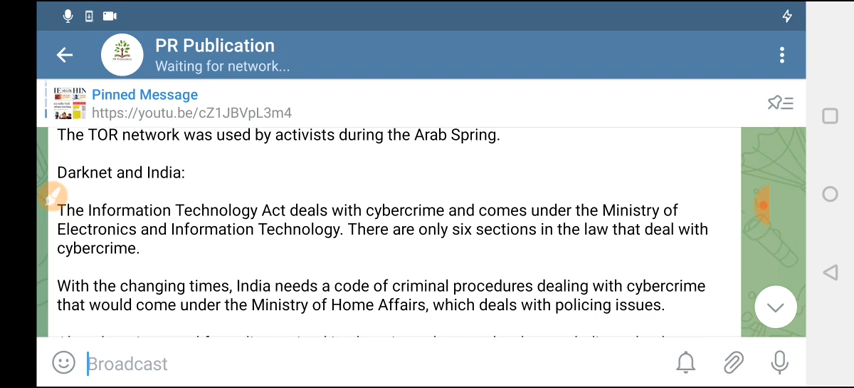 PR Publication
Waiting for network...
Pinned Message
https://youtu.be/cZ1JBVpL3m4
The TOR network was used by activists during the Arab Spring.
Darknet and India:
The Information Technology Act deals with cybercrime and comes under the Ministry of
Electronics and Information Technology. There are only six sections in the law that deal with
cybercrime.
With the changing times, India needs a code of criminal procedures dealing with cybercrime
that would come under the Ministry of Home Affairs, which deals with policing issues.
Broadcast